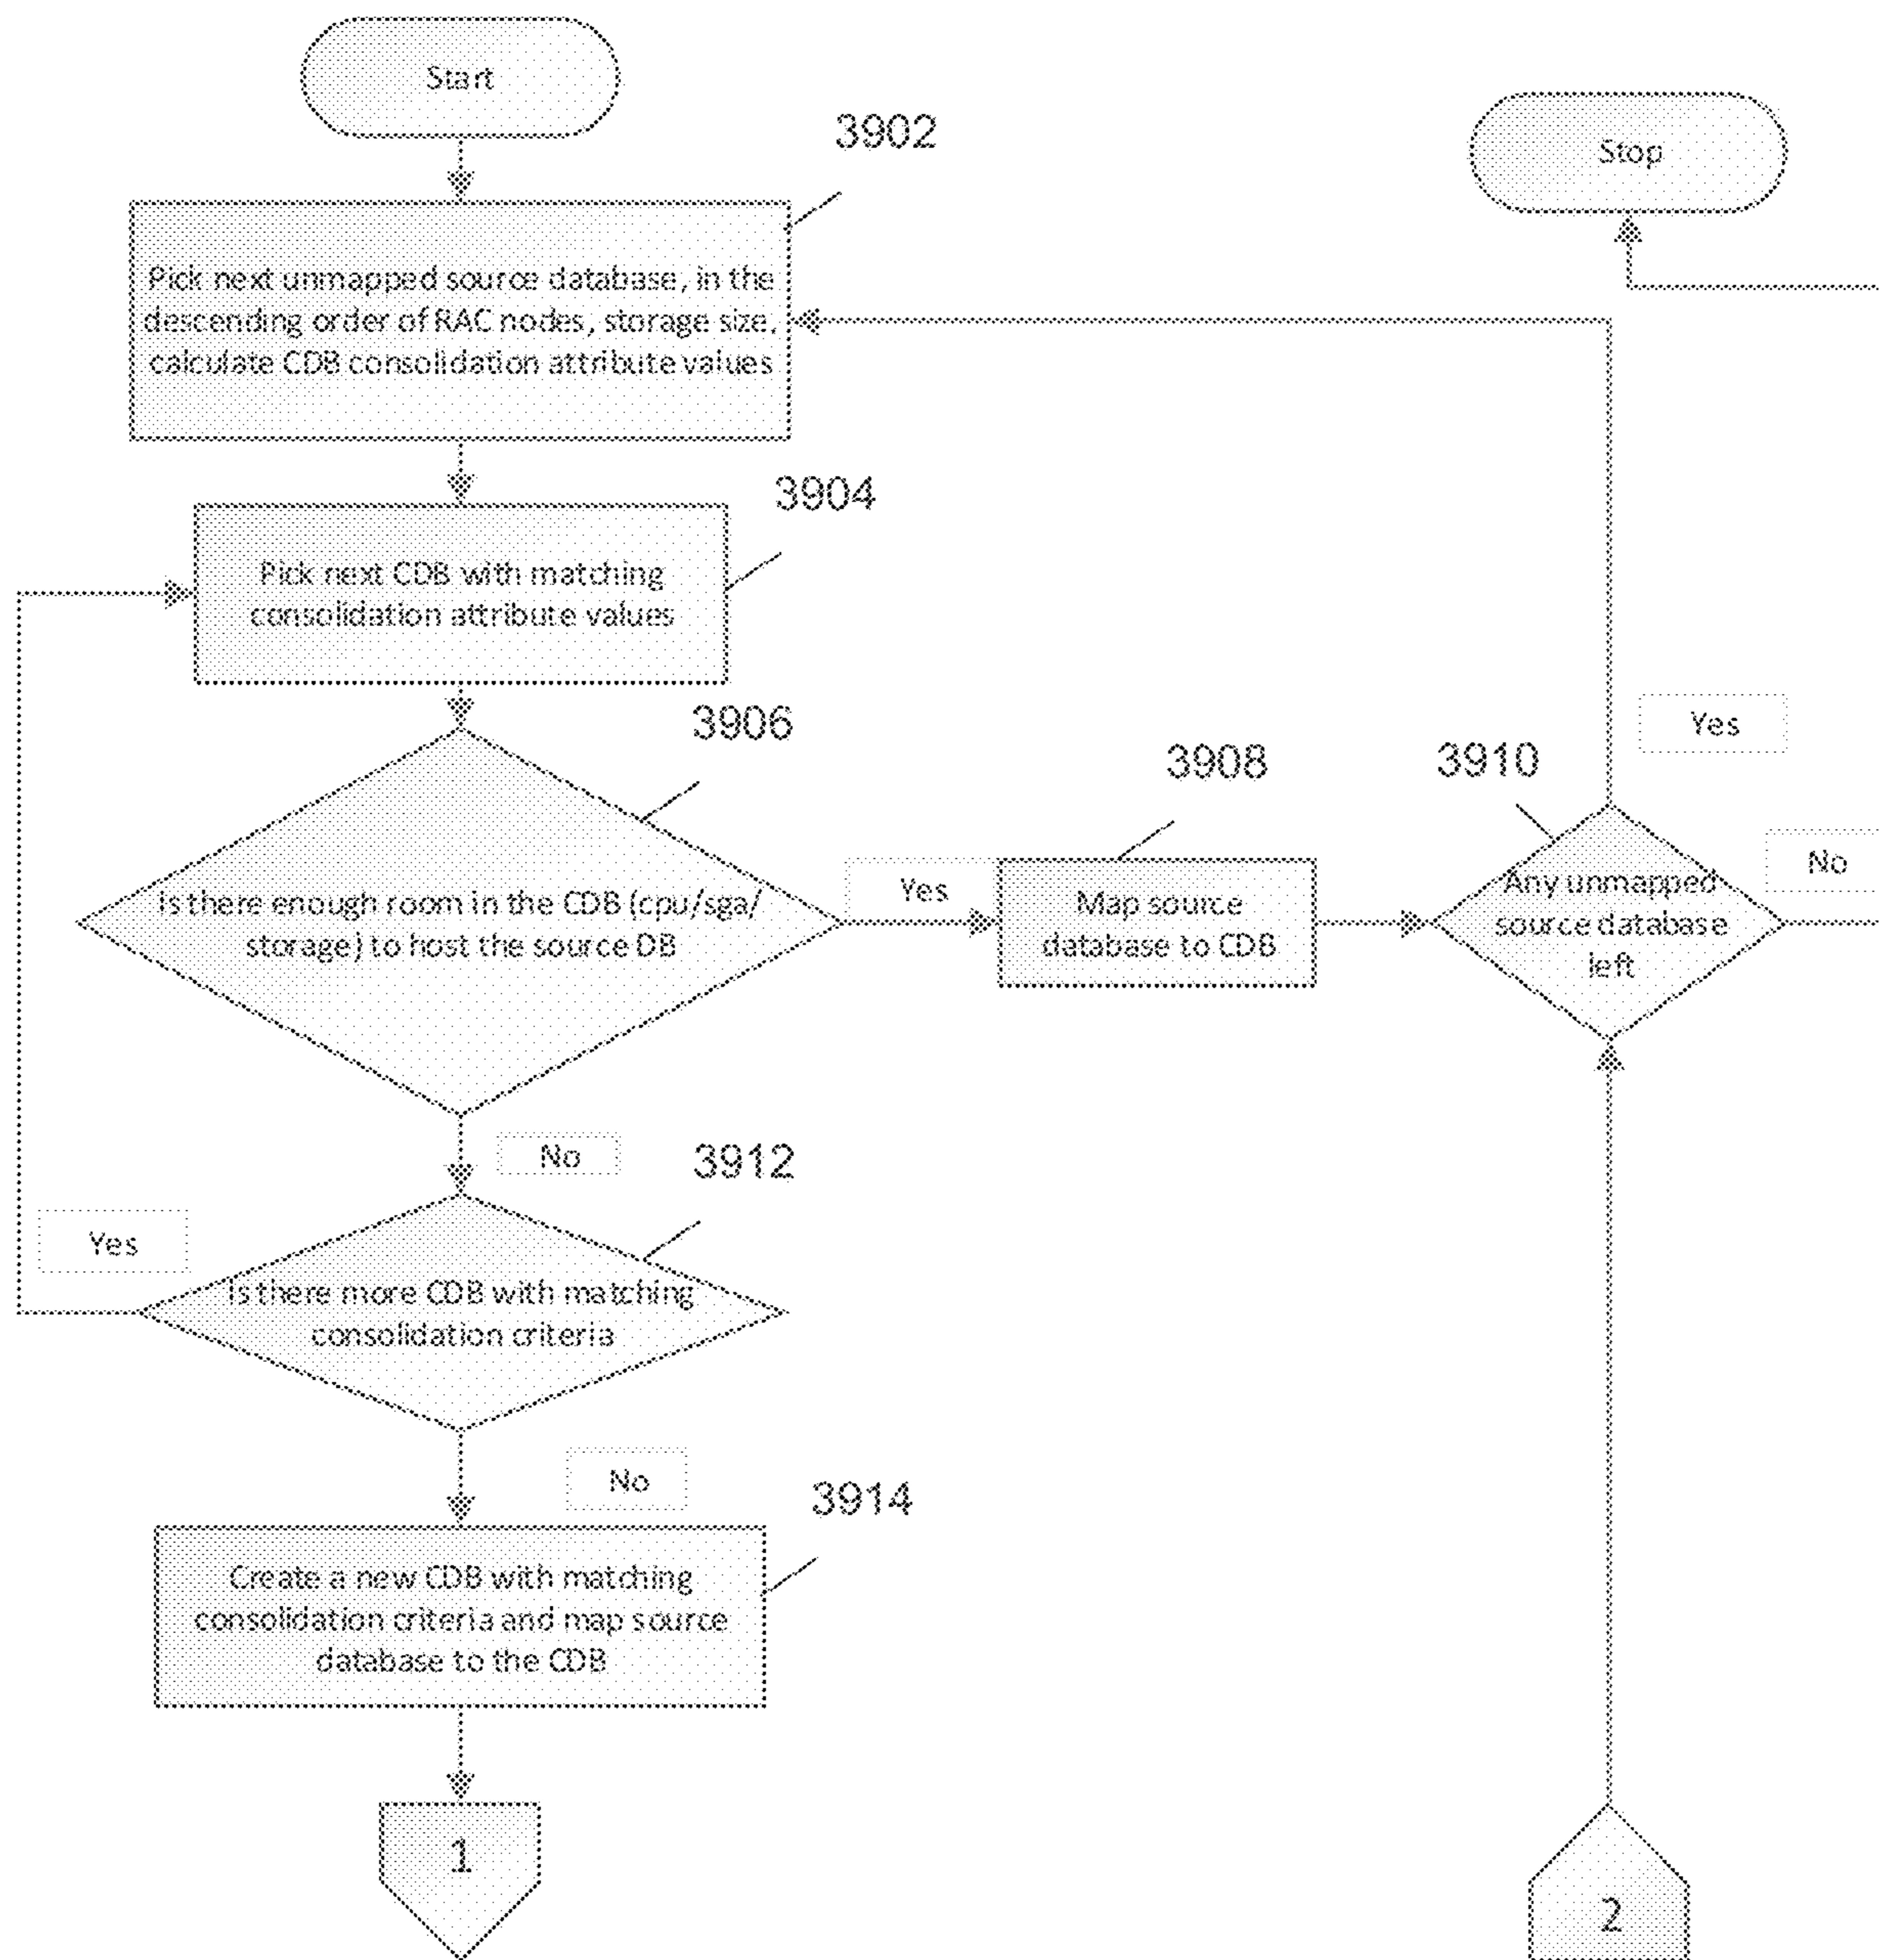 Start
3902
Stop
Pick next unmapped source database, in the
descending order of RAC nodes, storage size,
calculate CDB consolidation attribute values
3904
Pick next CDB with matching
consolidation attribute values
3906
Yes
3908
3910
No
Is there enough room in the CDB (cpu/sga/
storage) to host the source DB
Yes
Map source
database to CDB
Any unmapped
source database
left
No
3912
Yes
Is there more CDB with matching
consolidation criteria
No
3914
Create a new CDB with matching
consolidation criteria and map source
database to the CDB
1
2